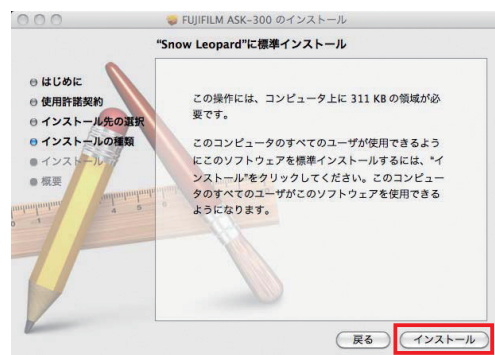 FUJIFILM ASK-300 のインストール
"Snow Leopard"に標準インストール
はじめに
使用許諾契約
インストール先の選択
インストールの種類
インストール
概要
この操作には、コンピュータ上に 311 KB の領域が必
要です。
このコンピュータのすべてのユーザが使用できるよう
にこのソフトウェアを標準インストールするには、"イ
ンストール"をクリックしてください。このコンピュー
タのすべてのユーザがこのソフトウェアを使用できる
ようになります。
戻る
インストール